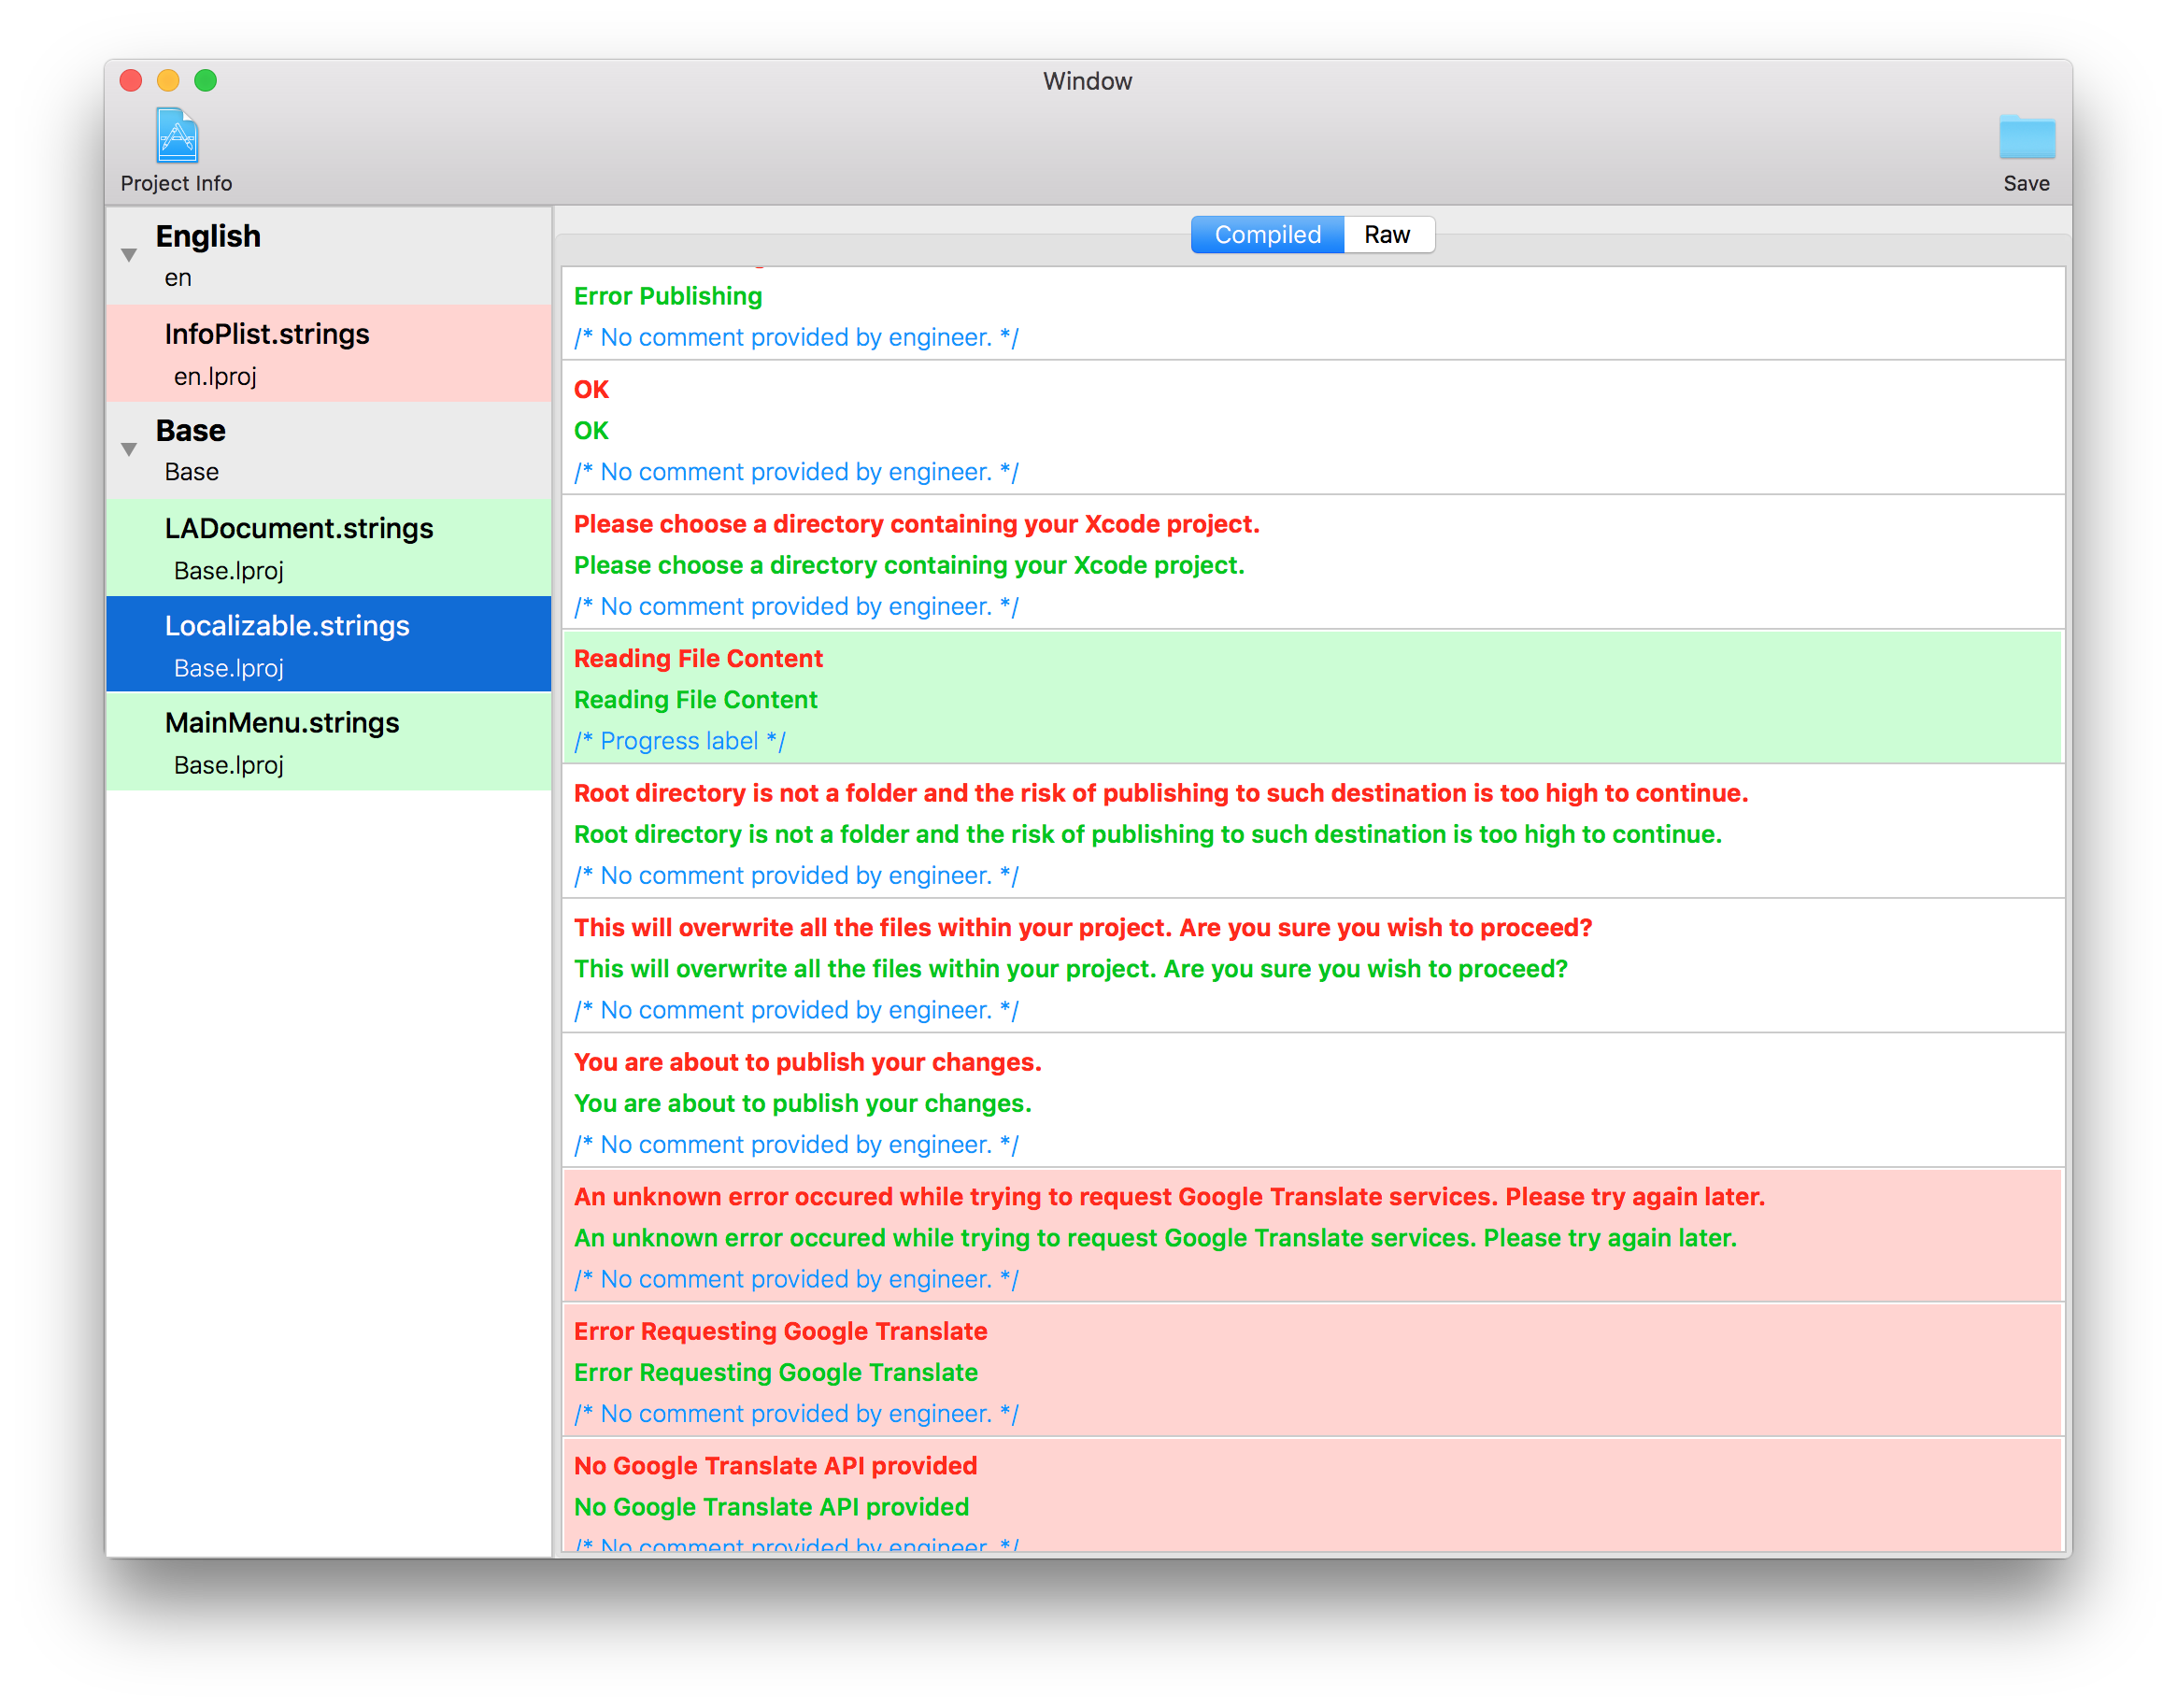 Window
Project Info
Save
English
en
InfoPlist.strings
en.lproj
Base
Base
LADocument.strings
Base.lproj
Localizable.strings
Base.lproj
MainMenu.strings
Base.lproj
Compiled Raw
Error Publishing
/* No comment provided by engineer. */
OK
OK
/* No comment provided by engineer. */
Please choose a directory containing your Xcode project.
Please choose a directory containing your Xcode project.
/* No comment provided by engineer. */
Reading File Content
Reading File Content
/* Progress label */
Root directory is not a folder and the risk of publishing to such destination is too high to continue.
Root directory is not a folder and the risk of publishing to such destination is too high to continue.
/* No comment provided by engineer. */
This will overwrite all the files within your project. Are you sure you wish to proceed?
This will overwrite all the files within your project. Are you sure you wish to proceed?
/* No comment provided by engineer. */
You are about to publish your changes.
You are about to publish your changes.
/* No comment provided by engineer. */
An unknown error occured while trying to request Google Translate services. Please try again later.
An unknown error occured while trying to request Google Translate services. Please try again later.
/* No comment provided by engineer. */
Error Requesting Google Translate
Error Requesting Google Translate
/* No comment provided by engineer. */
No Google Translate API provided
No Google Translate API provided
/* No comment provided by engineer. */